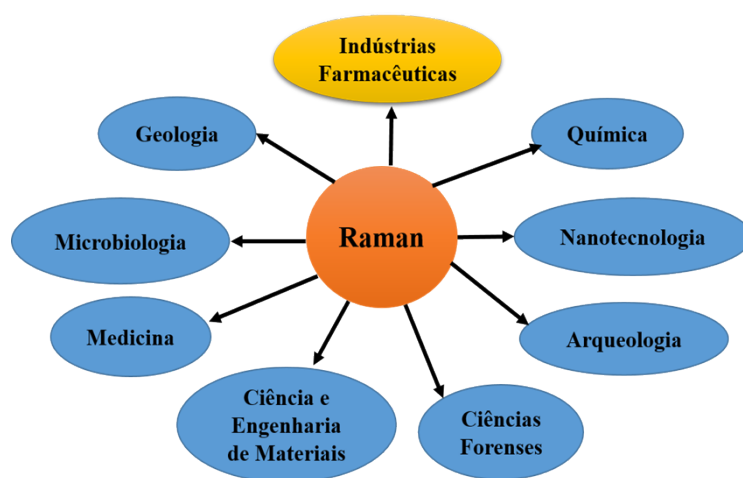 Indústrias
Farmacêuticas
Geologia
Química
Microbiologia
Raman
Nanotecnologia
Medicina
Arqueologia
Ciência e
Engenharia
de Materiais
Ciências
Forenses